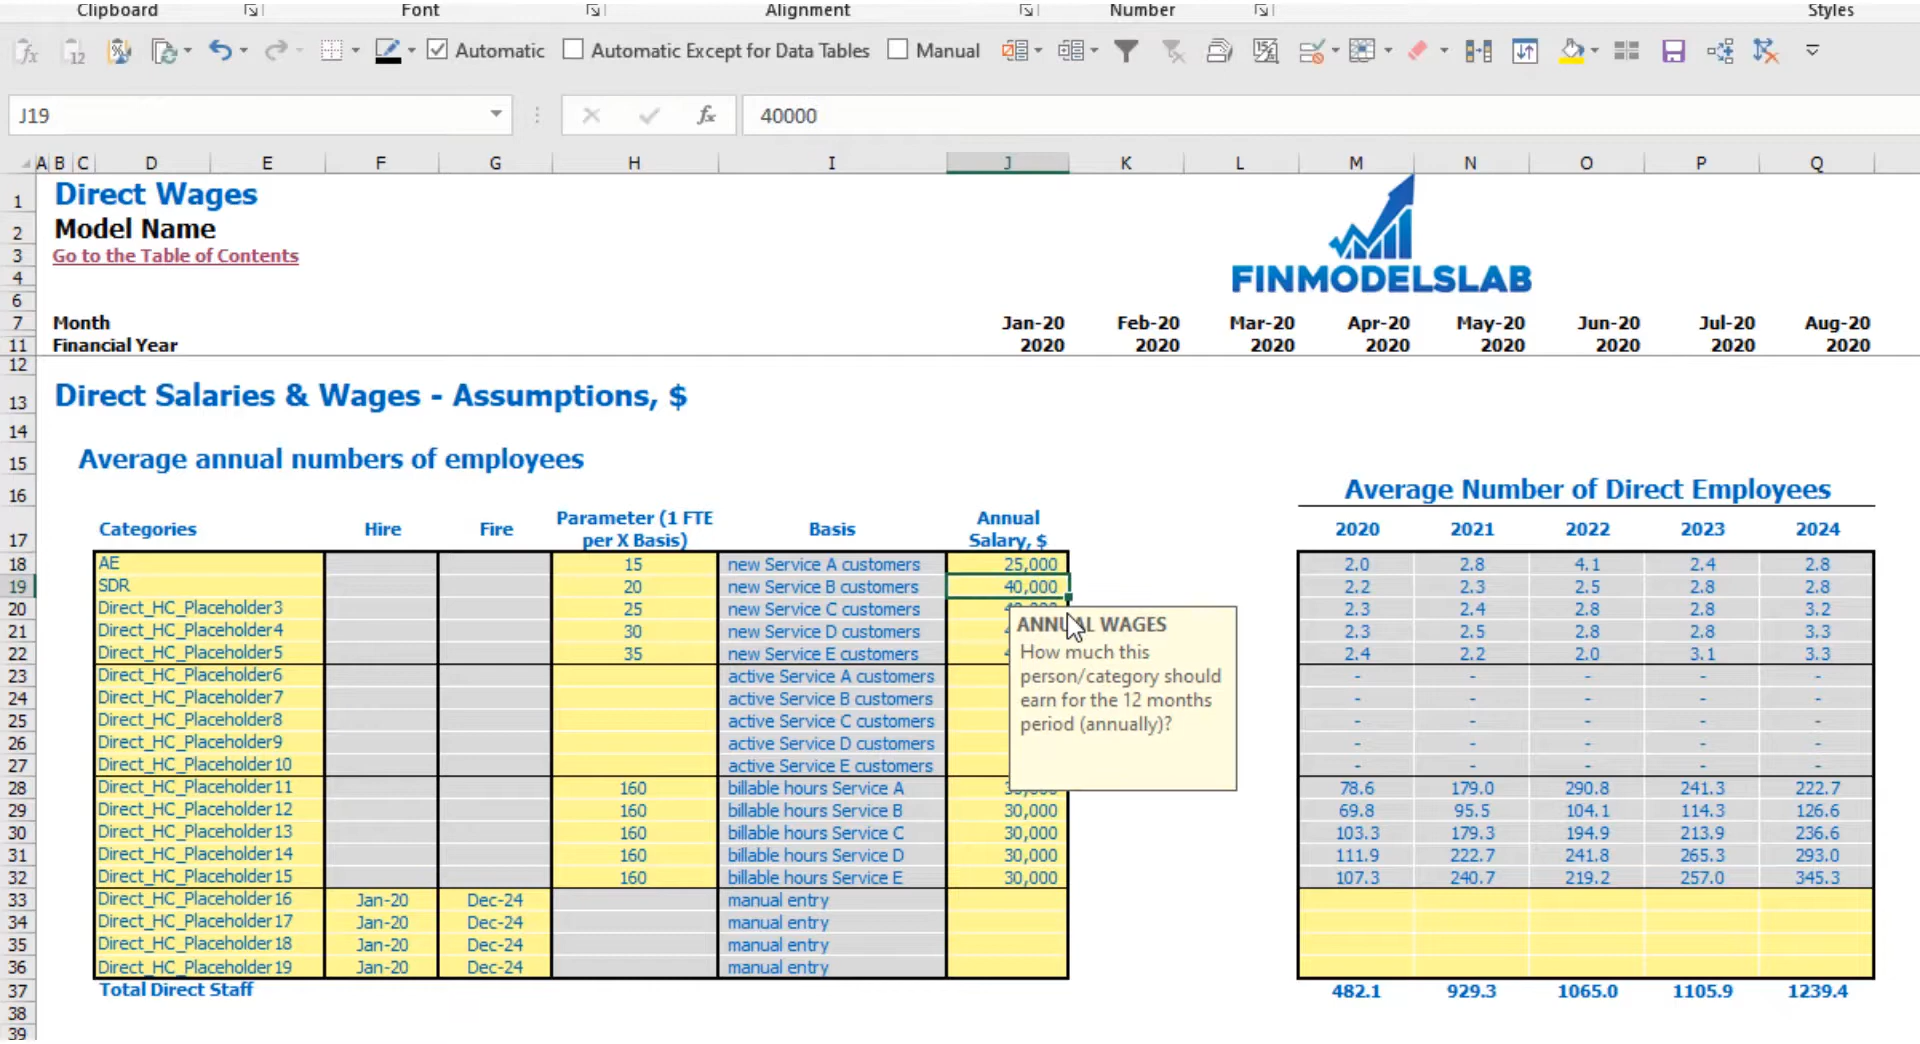 Clipboard Font Alignment Number Styles
Automatic Automatic Except for Data Tables Manual
J19 fx 40000
A B C D E F G H I J K L M N O P Q
1 Direct Wages
2 Model Name
3 Go to the Table of Contents
4
FINMODELSLAB
6
7 Month Jan-20 Feb-20 Mar-20 Apr-20 May-20 Jun-20 Jul-20 Aug-20
11 Financial Year 2020 2020 2020 2020 2020 2020 2020 2020
12
13 Direct Salaries & Wages - Assumptions, $
14
15 Average annual numbers of employees
16 Average Number of Direct Employees
Parameter (1 FTE Annual
17 Categories Hire Fire per X Basis) Basis Salary, $ 2020 2021 2022 2023 2024
18 AE 15 new Service A customers 25,000 2.0 2.8 4.1 2.4 2.8
19 SDR 20 new Service B customers 40,000 2.2 2.3 2.5 2.8 2.8
20 Direct_HC_Placeholder3 25 new Service C customers 2.3 2.4 2.8 2.8 3.2
21 Direct_HC_Placeholder4 30 new Service D customers 2.3 2.5 2.8 2.8 3.3
22 Direct_HC_Placeholder5 35 new Service E customers 2.4 2.2 2.0 3.1 3.3
23 Direct_HC_Placeholder6 active Service A customers - - - - -
24 Direct_HC_Placeholder7 active Service B customers - - - - -
25 Direct_HC_Placeholder8 active Service C customers - - - - -
26 Direct_HC_Placeholder9 active Service D customers - - - - -
27 Direct_HC_Placeholder10 active Service E customers - - - - -
28 Direct_HC_Placeholder11 160 billable hours Service A 78.6 179.0 290.8 241.3 222.7
29 Direct_HC_Placeholder12 160 billable hours Service B 30,000 69.8 95.5 104.1 114.3 126.6
30 Direct_HC_Placeholder13 160 billable hours Service C 30,000 103.3 179.3 194.9 213.9 236.6
31 Direct_HC_Placeholder14 160 billable hours Service D 30,000 111.9 222.7 241.8 265.3 293.0
32 Direct_HC_Placeholder15 160 billable hours Service E 30,000 107.3 240.7 219.2 257.0 345.3
33 Direct_HC_Placeholder16 Jan-20 Dec-24 manual entry
34 Direct_HC_Placeholder17 Jan-20 Dec-24 manual entry
35 Direct_HC_Placeholder18 Jan-20 Dec-24 manual entry
36 Direct_HC_Placeholder19 Jan-20 Dec-24 manual entry
37 Total Direct Staff 482.1 929.3 1065.0 1105.9 1239.4
38
39
ANNUAL WAGES
How much this
person/category should
earn for the 12 months
period (annually)?